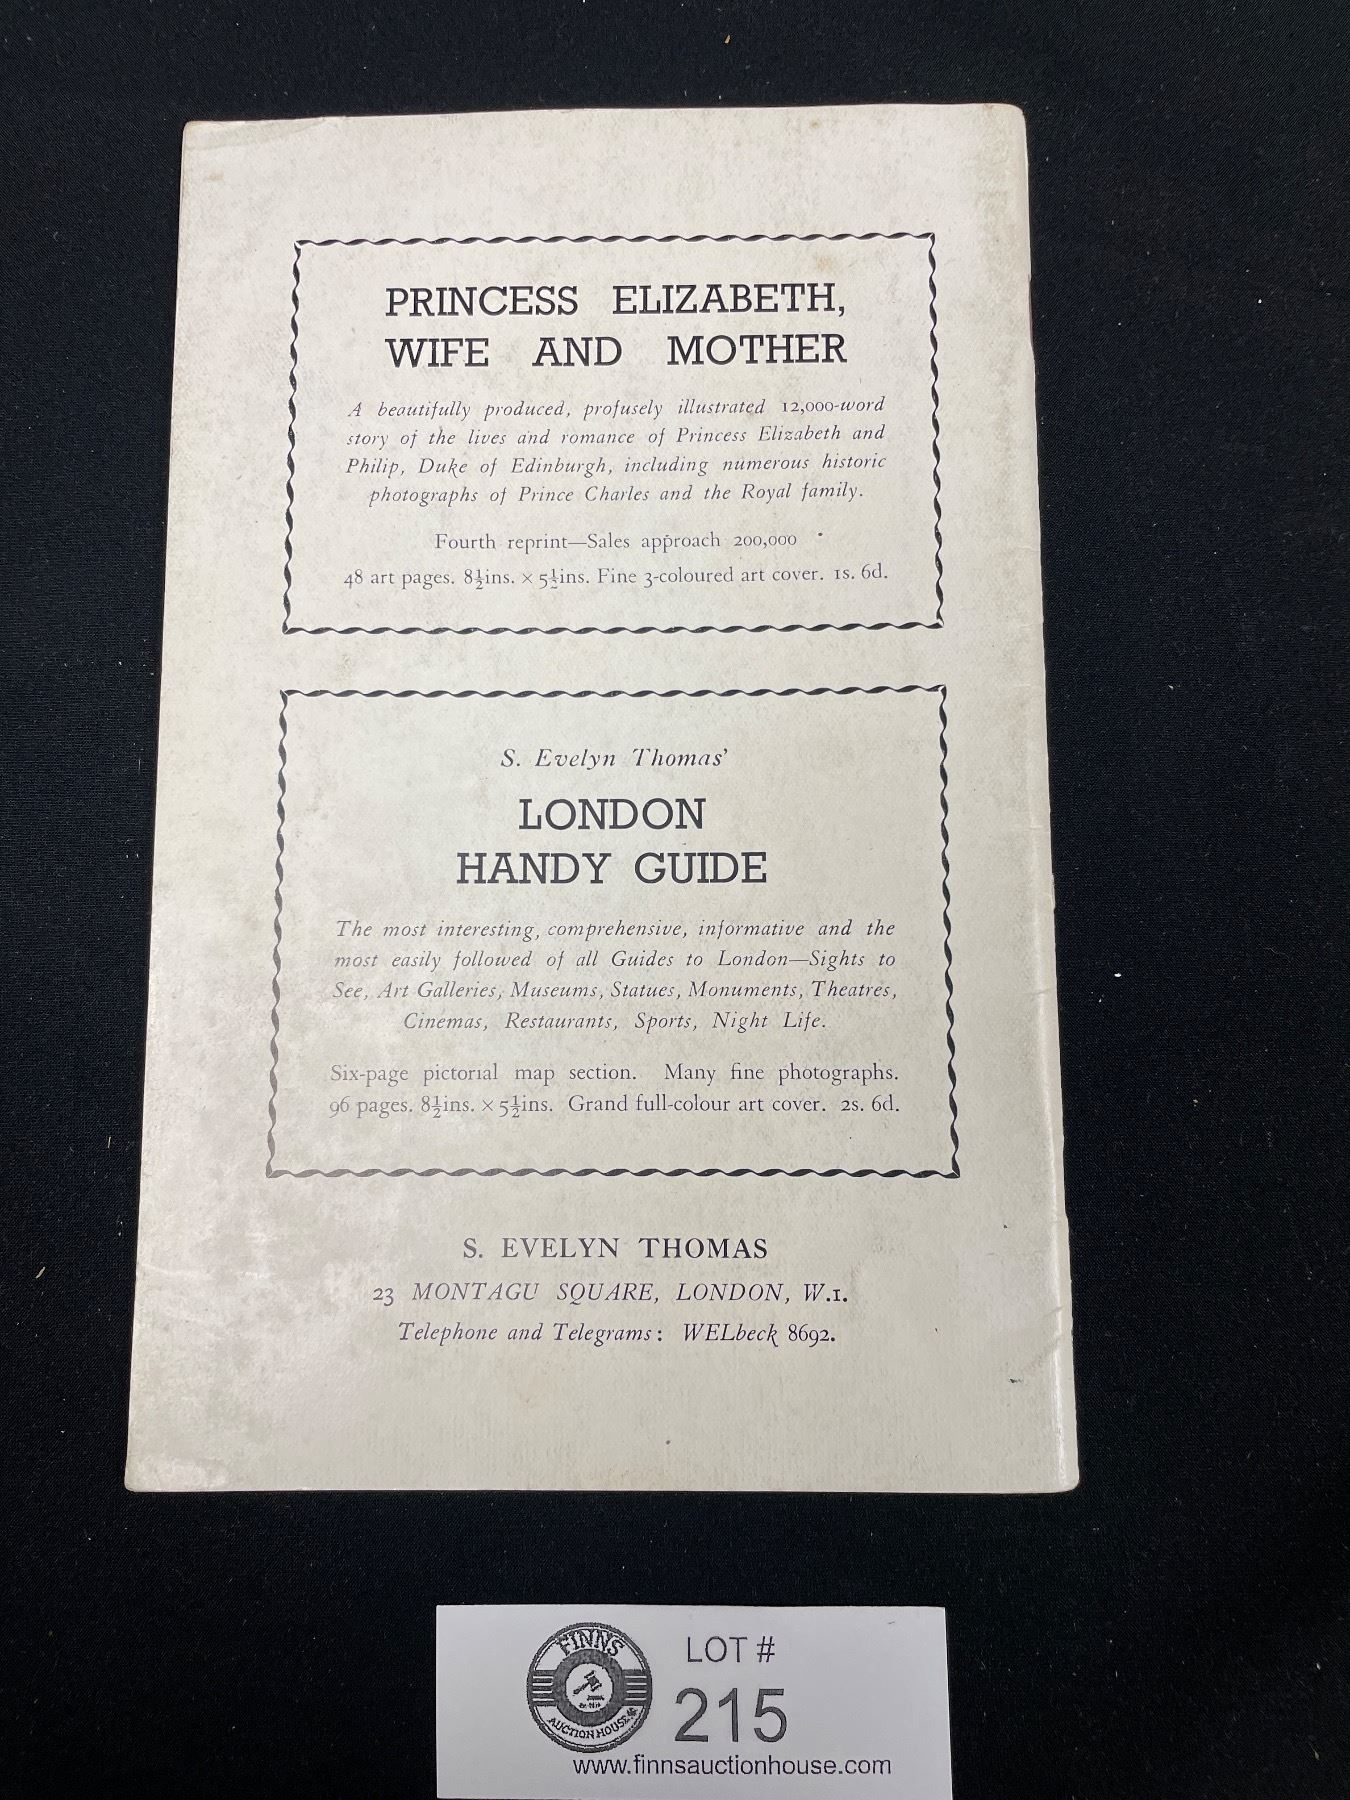 PRINCESS ELIZABETH,
WIFE AND MOTHER
A beautifully produced, profusely illustrated 12,000-word
story of the lives and romance of Princess Elizabeth and
Philip, Duke of Edinburgh, including numerous historic
photographs of Prince Charles and the Royal family.
Fourth reprint—Sales approach 200,000
48 art pages. 8½ins. × 5½ins. Fine 3-coloured art cover. 1s. 6d.
S. Evelyn Thomas'
LONDON
HANDY GUIDE
The most interesting, comprehensive, informative and the
most easily followed of all Guides to London—Sights to
See, Art Galleries, Museums, Statues, Monuments, Theatres,
Cinemas, Restaurants, Sports, Night Life.
Six-page pictorial map section. Many fine photographs.
96 pages. 8½ins. × 5½ins. Grand full-colour art cover. 2s. 6d.
S. EVELYN THOMAS
23 MONTAGU SQUARE, LONDON, W.1.
Telephone and Telegrams: WELbeck 8692.
FINNS
AUCTION HOUSE
LOT #
215
www.finnsauctionhouse.com